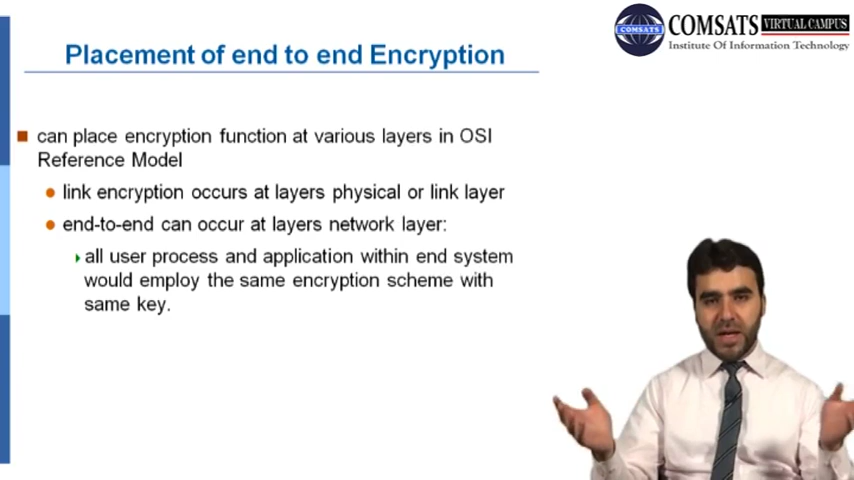 COMSATS VIRTUAL CAMPUS
COMSATS
Institute Of Information Technology
Placement of end to end Encryption
can place encryption function at various layers in OSI
Reference Model
link encryption occurs at layers physical or link layer
end-to-end can occur at layers network layer:
all user process and application within end system
would employ the same encryption scheme with
same key.